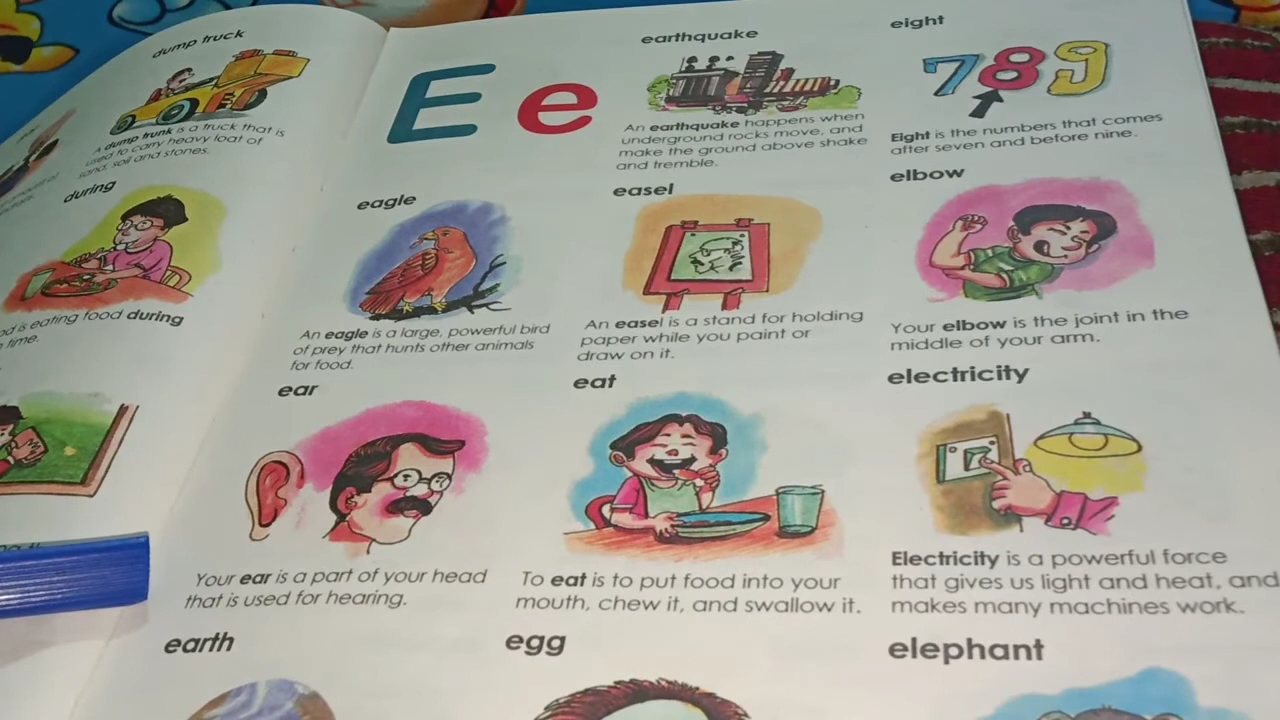 dump truck
A dump trunk is a truck that is
used to carry heavy loat of
sand, soil and stones.
during
is eating food during
time.
E e
eagle
An eagle is a large, powerful bird
of prey that hunts other animals
for food.
ear
Your ear is a part of your head
that is used for hearing.
earth
earthquake
An earthquake happens when
underground rocks move, and
make the ground above shake
and tremble.
easel
An easel is a stand for holding
paper while you paint or
draw on it.
eat
To eat is to put food into your
mouth, chew it, and swallow it.
egg
eight
7 8 9
Eight is the numbers that comes
after seven and before nine.
elbow
Your elbow is the joint in the
middle of your arm.
electricity
Electricity is a powerful force
that gives us light and heat, and
makes many machines work.
elephant